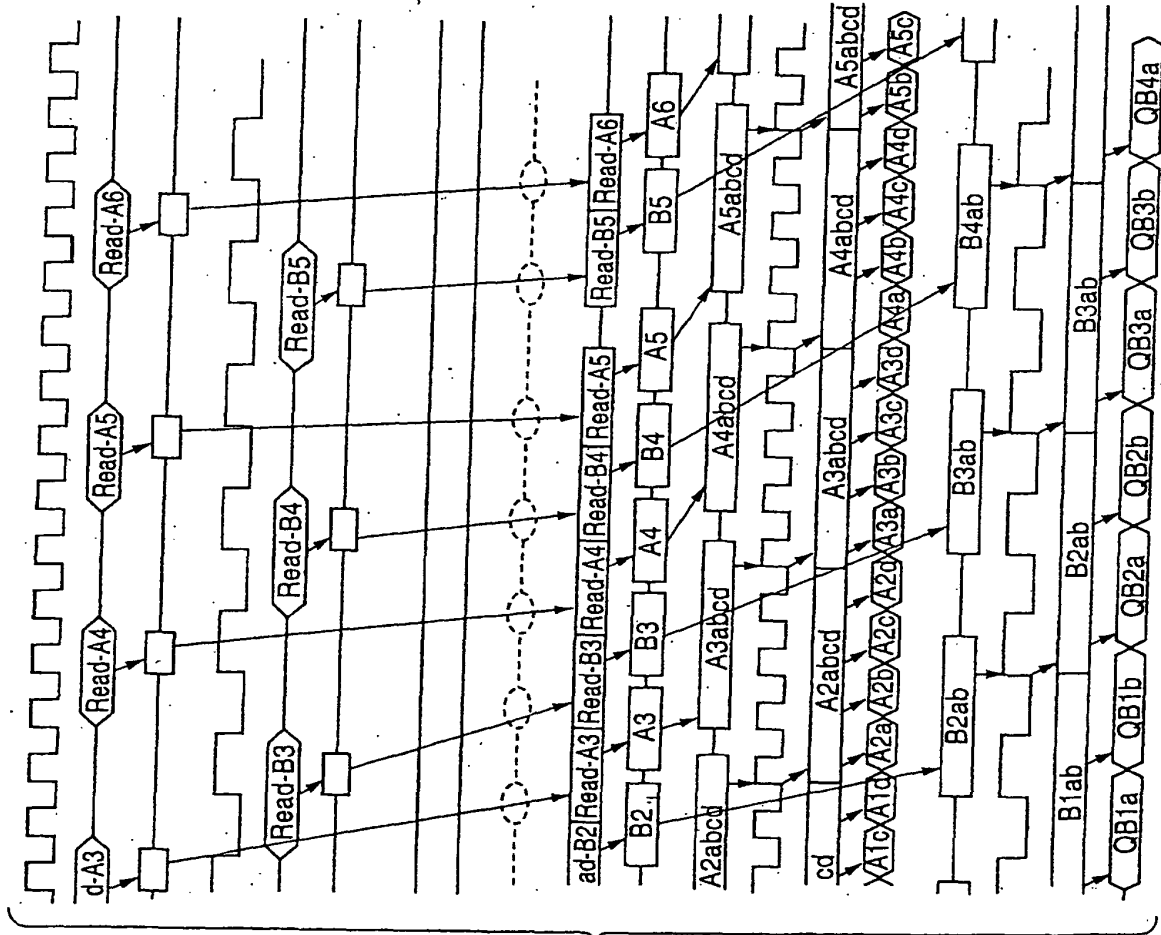 d-A3 Read-A4 Read-A5 Read-A6
Read-B3 Read-B4 Read-B5
ad-B2 Read-A3 Read-B3 Read-A4 Read-B4 Read-A5 Read-B5 Read-A6
B2 A3 B3 A4 B4 A5 B5 A6
A2abcd A3abcd A4abcd A5abcd
cd A2abcd A3abcd A4abcd A5abcd
A1c A1d A2a A2b A2c A2d A3a A3b A3c A3d A4a A4b A4c A4d A5b A5c
B2ab B3ab B4ab
B1ab B2ab B3ab
QB1a QB1b QB2a QB2b QB3a QB3b QB4a